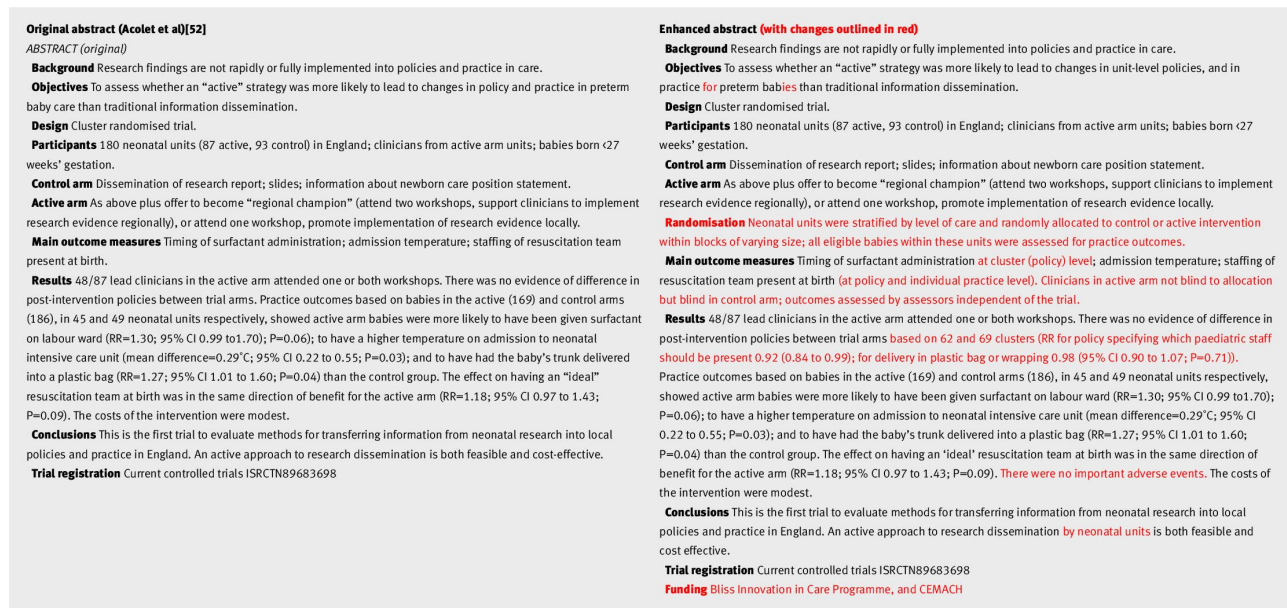 Original abstract (Acolet et al)[52]
ABSTRACT (original)
Background Research findings are not rapidly or fully implemented into policies and practice in care.
Objectives To assess whether an “active” strategy was more likely to lead to changes in policy and practice in preterm
baby care than traditional information dissemination.
Design Cluster randomised trial.
Participants 180 neonatal units (87 active, 93 control) in England; clinicians from active arm units; babies born <27
weeks’ gestation.
Control arm Dissemination of research report; slides; information about newborn care position statement.
Active arm As above plus offer to become “regional champion” (attend two workshops, support clinicians to implement
research evidence regionally), or attend one workshop, promote implementation of research evidence locally.
Main outcome measures Timing of surfactant administration; admission temperature; staffing of resuscitation team
present at birth.
Results 48/87 lead clinicians in the active arm attended one or both workshops. There was no evidence of difference in
post-intervention policies between trial arms. Practice outcomes based on babies in the active (169) and control arms
(186), in 45 and 49 neonatal units respectively, showed active arm babies were more likely to have been given surfactant
on labour ward (RR=1.30; 95% CI 0.99 to1.70; P=0.06); to have a higher temperature on admission to neonatal
intensive care unit (mean difference=0.29˚C; 95% CI 0.22 to 0.55; P=0.03); and to have had the baby’s trunk delivered
into a plastic bag (RR=1.27; 95% CI 1.01 to 1.60; P=0.04) than the control group. The effect on having an “ideal”
resuscitation team at birth was in the same direction of benefit for the active arm (RR=1.18; 95% CI 0.97 to 1.43;
P=0.09). The costs of the intervention were modest.
Conclusions This is the first trial to evaluate methods for transferring information from neonatal research into local
policies and practice in England. An active approach to research dissemination is both feasible and cost-effective.
Trial registration Current controlled trials ISRCTN89683698
Enhanced abstract (with changes outlined in red)
Background Research findings are not rapidly or fully implemented into policies and practice in care.
Objectives To assess whether an “active” strategy was more likely to lead to changes in unit-level policies, and in
practice for preterm babies than traditional information dissemination.
Design Cluster randomised trial.
Participants 180 neonatal units (87 active, 93 control) in England; clinicians from active arm units; babies born <27
weeks’ gestation.
Control arm Dissemination of research report; slides; information about newborn care position statement.
Active arm As above plus offer to become “regional champion” (attend two workshops, support clinicians to implement
research evidence regionally), or attend one workshop, promote implementation of research evidence locally.
Randomisation Neonatal units were stratified by level of care and randomly allocated to control or active intervention
within blocks of varying size; all eligible babies within these units were assessed for practice outcomes.
Main outcome measures Timing of surfactant administration at cluster (policy) level; admission temperature; staffing of
resuscitation team present at birth (at policy and individual practice level). Clinicians in active arm not blind to allocation
but blind in control arm; outcomes assessed by assessors independent of the trial.
Results 48/87 lead clinicians in the active arm attended one or both workshops. There was no evidence of difference in
post-intervention policies between trial arms based on 62 and 69 clusters (RR for policy specifying which paediatric staff
should be present 0.92 (0.84 to 0.99); for delivery in plastic bag or wrapping 0.98 (95% CI 0.90 to 1.07; P=0.71)).
Practice outcomes based on babies in the active (169) and control arms (186), in 45 and 49 neonatal units respectively,
showed active arm babies were more likely to have been given surfactant on labour ward (RR=1.30; 95% CI 0.99 to1.70);
P=0.06); to have a higher temperature on admission to neonatal intensive care unit (mean difference=0.29˚C; 95% CI
0.22 to 0.55; P=0.03); and to have had the baby’s trunk delivered into a plastic bag (RR=1.27; 95% CI 1.01 to 1.60;
P=0.04) than the control group. The effect on having an ‘ideal’ resuscitation team at birth was in the same direction of
benefit for the active arm (RR=1.18; 95% CI 0.97 to 1.43; P=0.09). There were no important adverse events. The costs of
the intervention were modest.
Conclusions This is the first trial to evaluate methods for transferring information from neonatal research into local
policies and practice in England. An active approach to research dissemination by neonatal units is both feasible and
cost effective.
Trial registration Current controlled trials ISRCTN89683698
Funding Bliss Innovation in Care Programme, and CEMACH